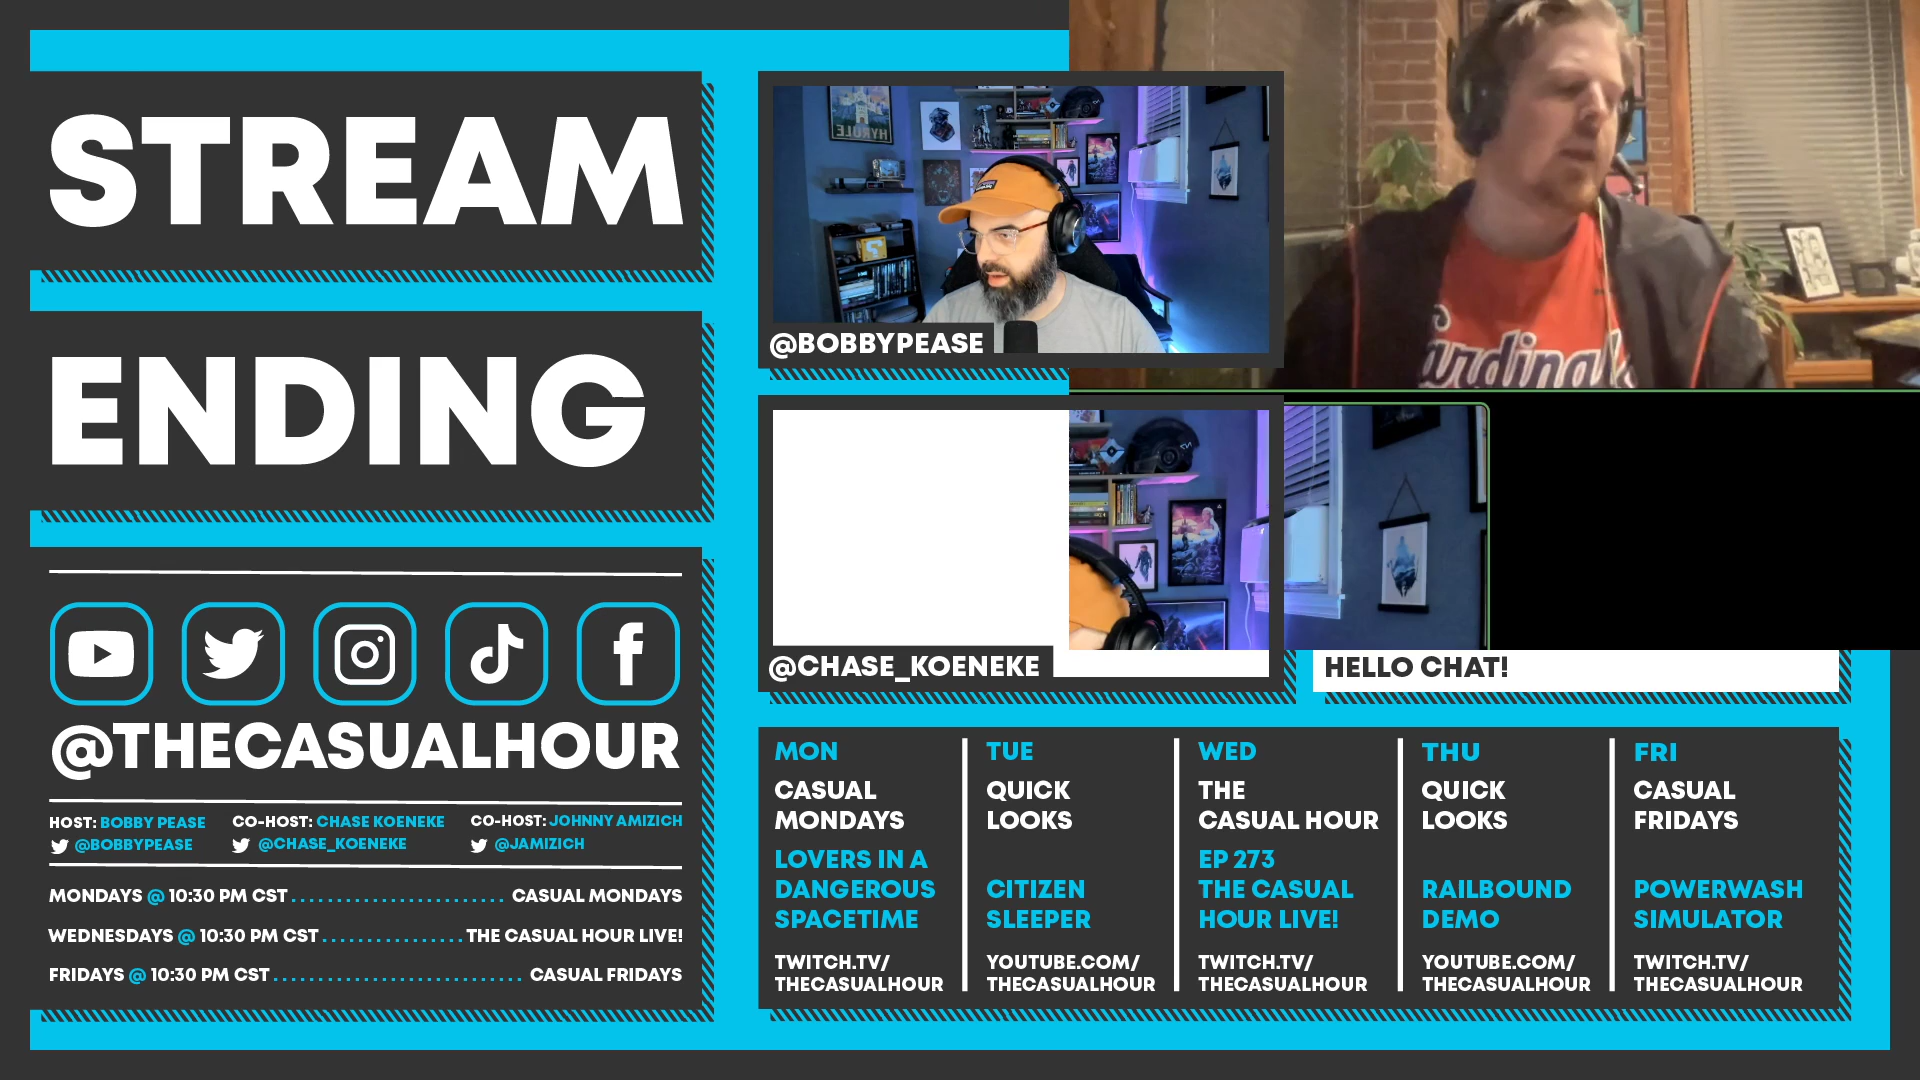 STREAM
ENDING
@THECASUALHOUR
HOST: BOBBY PEASE
@BOBBYPEASE
CO-HOST: CHASE KOENEKE
@CHASE_KOENEKE
CO-HOST: JOHNNY AMIZICH
@JAMIZICH
MONDAYS @ 10:30 PM CST........................ CASUAL MONDAYS
WEDNESDAYS @ 10:30 PM CST................THE CASUAL HOUR LIVE!
FRIDAYS @ 10:30 PM CST............................ CASUAL FRIDAYS
HYRULE
@BOBBYPEASE
Cardinals
@CHASE_KOENEKE
HELLO CHAT!
MON
CASUAL
MONDAYS
LOVERS IN A
DANGEROUS
SPACETIME
TWITCH.TV/
THECASUALHOUR
TUE
QUICK
LOOKS
CITIZEN
SLEEPER
YOUTUBE.COM/
THECASUALHOUR
WED
THE
CASUAL HOUR
EP 273
THE CASUAL
HOUR LIVE!
TWITCH.TV/
THECASUALHOUR
THU
QUICK
LOOKS
RAILBOUND
DEMO
YOUTUBE.COM/
THECASUALHOUR
FRI
CASUAL
FRIDAYS
POWERWASH
SIMULATOR
TWITCH.TV/
THECASUALHOUR